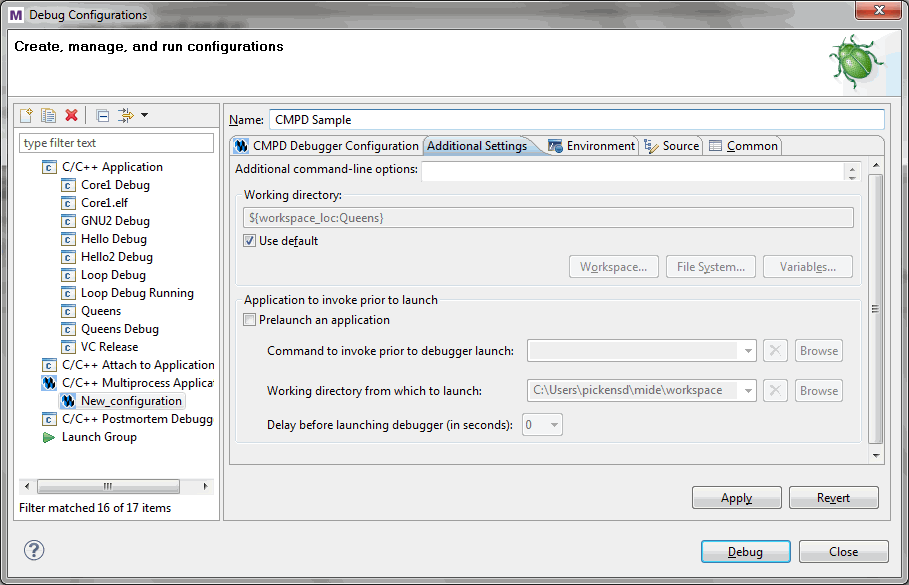 M Debug Configurations
Create, manage, and run configurations
type filter text
C/C++ Application
Core1 Debug
Core1.elf
GNU2 Debug
Hello Debug
Hello2 Debug
Loop Debug
Loop Debug Running
Queens
Queens Debug
VC Release
C/C++ Attach to Application
C/C++ Multiprocess Applica
New_configuration
C/C++ Postmortem Debugg
Launch Group
Filter matched 16 of 17 items
Name: CMPD Sample
CMPD Debugger Configuration Additional Settings Environment Source Common
Additional command-line options:
Working directory:
${workspace_loc:Queens}
Use default
Workspace... File System... Variables...
Application to invoke prior to launch
Prelaunch an application
Command to invoke prior to debugger launch: Browse
Working directory from which to launch: C:\Users\pickensd\mide\workspace Browse
Delay before launching debugger (in seconds): 0
Apply Revert
? Debug Close